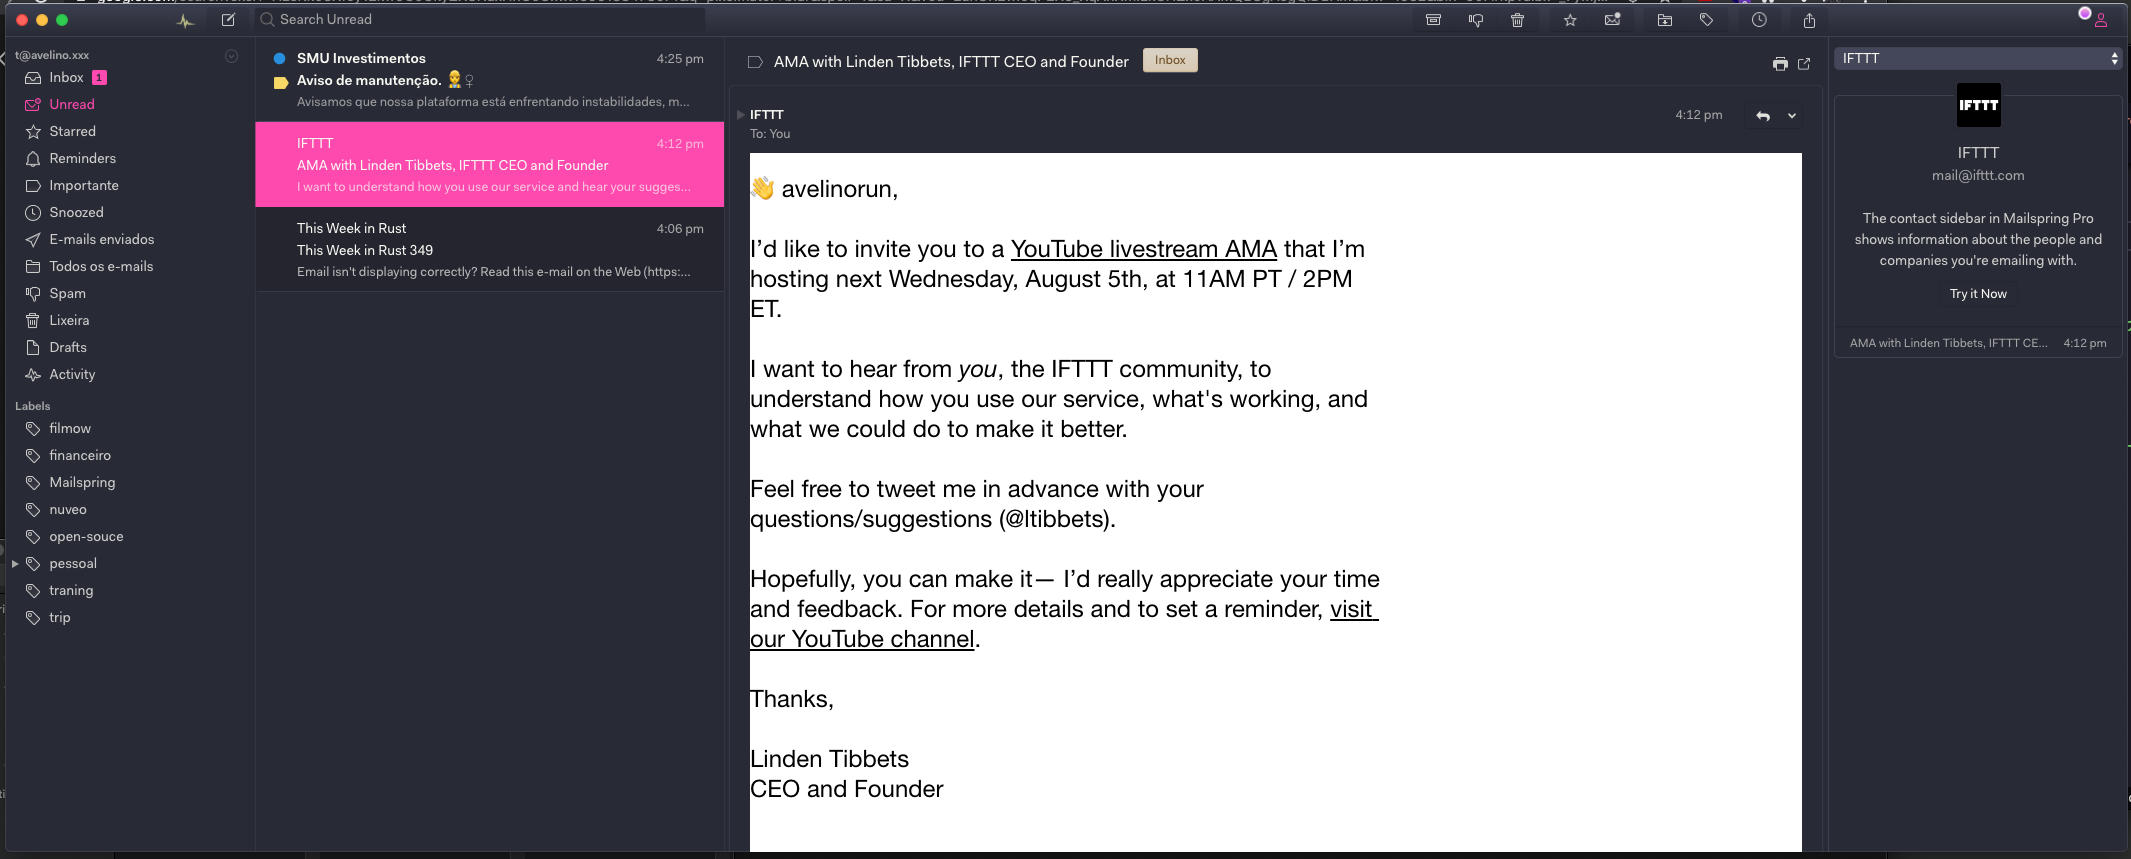 Search Unread
t@avelino.xxx
Inbox 1
Unread
Starred
Reminders
Importante
Snoozed
E-mails enviados
Todos os e-mails
Spam
Lixeira
Drafts
Activity
Labels
filmow
financeiro
Mailspring
nuveo
open-souce
pessoal
traning
trip
SMU Investimentos 4:25 pm
Aviso de manutenção. 👷‍♀
Avisamos que nossa plataforma está enfrentando instabilidades, m...
IFTTT 4:12 pm
AMA with Linden Tibbets, IFTTT CEO and Founder
I want to understand how you use our service and hear your sugges...
This Week in Rust 4:06 pm
This Week in Rust 349
Email isn't displaying correctly? Read this e-mail on the Web (https:...
AMA with Linden Tibbets, IFTTT CEO and Founder Inbox
IFTTT 4:12 pm
To: You
👋 avelinorun,
I’d like to invite you to a YouTube livestream AMA that I’m
hosting next Wednesday, August 5th, at 11AM PT / 2PM
ET.
I want to hear from you, the IFTTT community, to
understand how you use our service, what's working, and
what we could do to make it better.
Feel free to tweet me in advance with your
questions/suggestions (@ltibbets).
Hopefully, you can make it— I’d really appreciate your time
and feedback. For more details and to set a reminder, visit
our YouTube channel.
Thanks,
Linden Tibbets
CEO and Founder
IFTTT
IFTTT
IFTTT
mail@ifttt.com
The contact sidebar in Mailspring Pro
shows information about the people and
companies you're emailing with.
Try it Now
AMA with Linden Tibbets, IFTTT CE... 4:12 pm